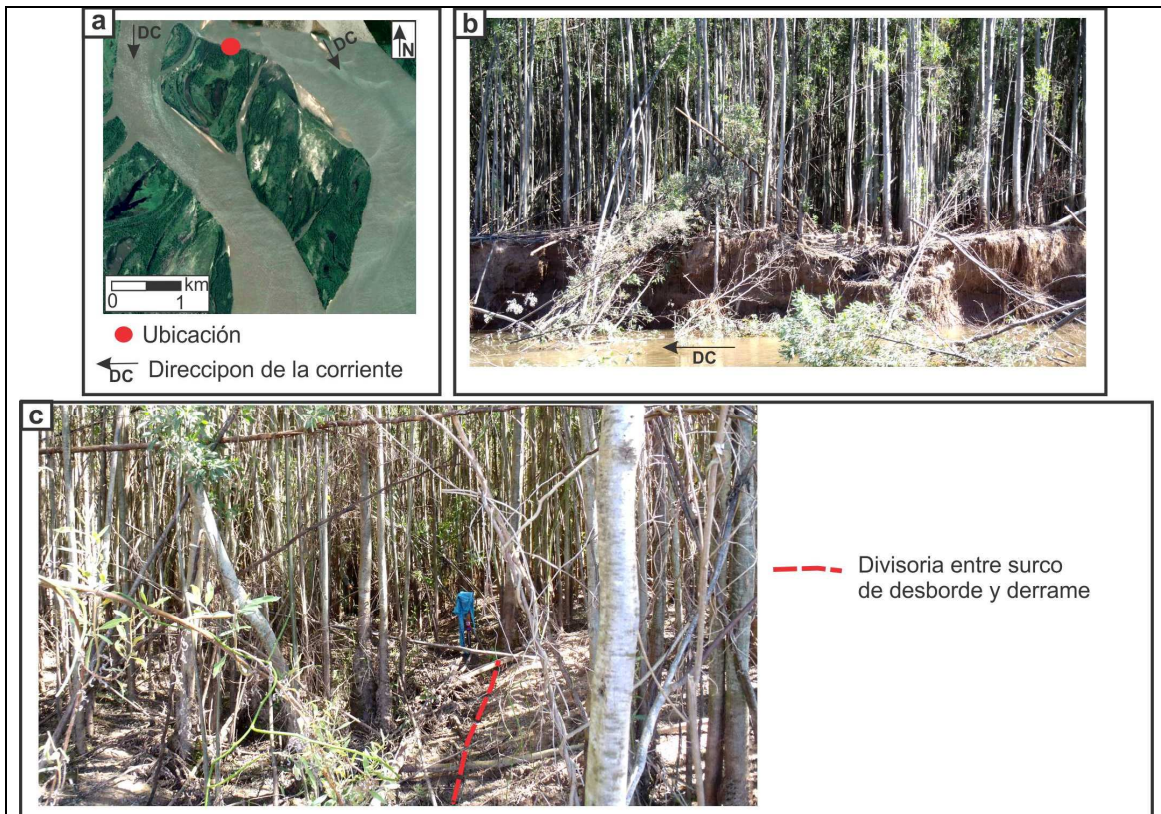 a
DC
DC
N
km
0 1
Ubicación
DC Direccipon de la corriente
b
DC
c
Divisoria entre surco
de desborde y derrame